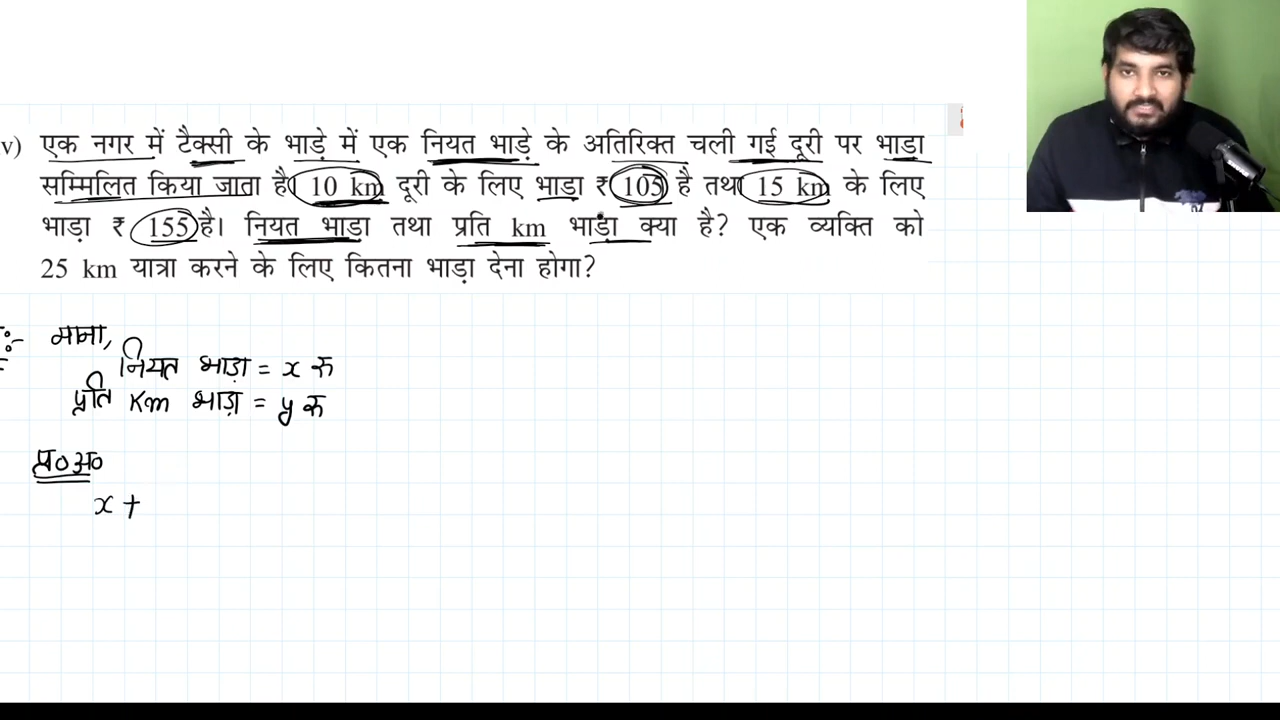 v) एक नगर में टैक्सी के भाड़े में एक नियत भाड़े के अतिरिक्त चली गई दूरी पर भाड़ा
सम्मिलित किया जाता है। 10 km दूरी के लिए भाड़ा ₹ 105 है तथा 15 km के लिए
भाड़ा ₹ 155 है। नियत भाड़ा तथा प्रति km भाड़ा क्या है? एक व्यक्ति को
25 km यात्रा करने के लिए कितना भाड़ा देना होगा?
माना,
नियत भाड़ा = x रु
प्रति Km भाड़ा = y रु
प्र०अ०
x +